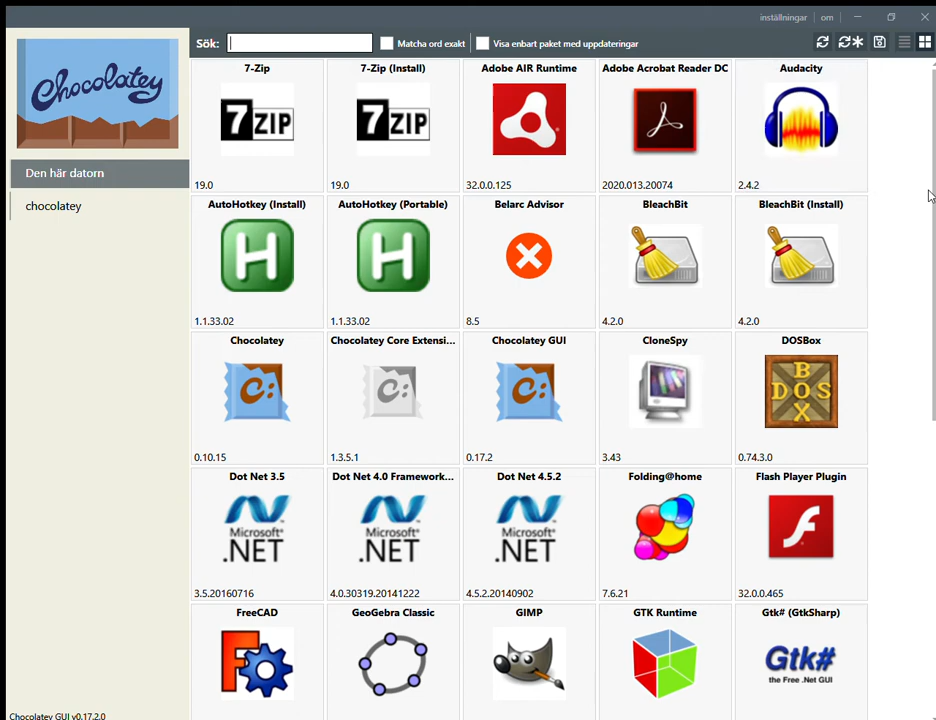 inställningar om
Chocolatey
Sök:
Matcha ord exakt
Visa enbart paket med uppdateringar
Den här datorn
chocolatey
7-Zip
7ZIP
19.0
7-Zip (Install)
7ZIP
19.0
Adobe AIR Runtime
32.0.0.125
Adobe Acrobat Reader DC
2020.013.20074
Audacity
2.4.2
AutoHotkey (Install)
H
1.1.33.02
AutoHotkey (Portable)
H
1.1.33.02
Belarc Advisor
8.5
BleachBit
4.2.0
BleachBit (Install)
4.2.0
Chocolatey
C:
0.10.15
Chocolatey Core Extensi...
C:
1.3.5.1
Chocolatey GUI
C:
0.17.2
CloneSpy
3.43
DOSBox
BOX
DOS
0.74.3.0
Dot Net 3.5
Microsoft®
.NET
3.5.20160716
Dot Net 4.0 Framework...
Microsoft®
.NET
4.0.30319.20141222
Dot Net 4.5.2
Microsoft®
.NET
4.5.2.20140902
Folding@home
7.6.21
Flash Player Plugin
32.0.0.465
FreeCAD
GeoGebra Classic
GIMP
GTK Runtime
Gtk# (GtkSharp)
Gtk#
the Free .Net GUI
Chocolatey GUI v0.17.2.0